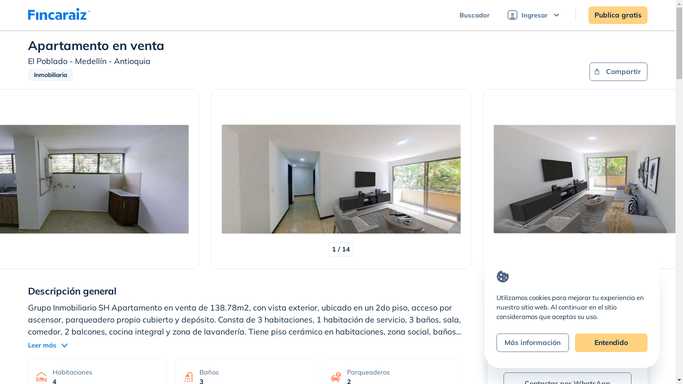 Fincaraiz
Buscador
Ingresar
Publica gratis
Apartamento en venta
El Poblado - Medellín - Antioquia
Inmobiliaria
Compartir
1 / 14
Descripción general
Grupo Inmobiliario SH Apartamento en venta de 138.78m2, con vista exterior, ubicado en un 2do piso, acceso por
ascensor, parqueadero propio cubierto y depósito. Consta de 3 habitaciones, 1 habitación de servicio, 3 baños, sala,
comedor, 2 balcones, cocina integral y zona de lavandería. Tiene piso cerámico en habitaciones, zona social, baños...
Leer más
Habitaciones
4
Baños
3
Parqueaderos
2
Utilizamos cookies para mejorar tu experiencia en
nuestro sitio web. Al continuar en el sitio
consideramos que aceptas su uso.
Más información
Entendido
Contactar por WhatsApp